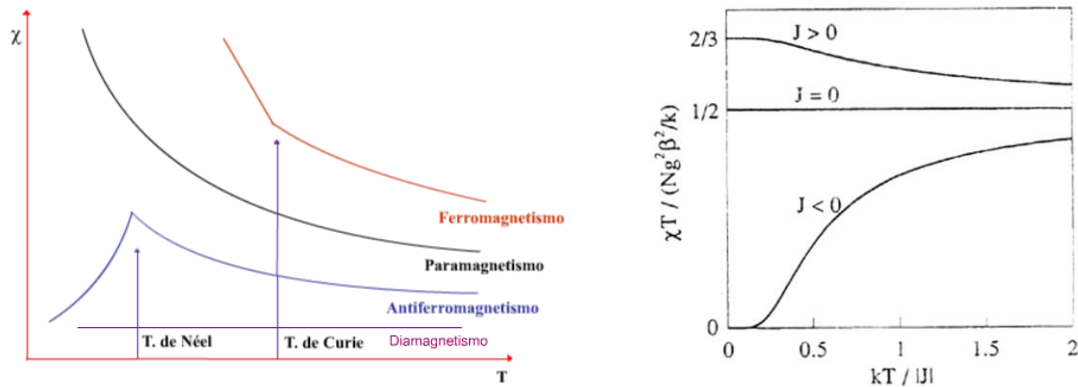 χ
Ferromagnetismo
Paramagnetismo
Antiferromagnetismo
T. de Néel
T. de Curie
Diamagnetismo
T
χT / (Ng²β²/k)
2/3
1/2
0
J > 0
J = 0
J < 0
0
0.5
1
1.5
2
kT / |J|